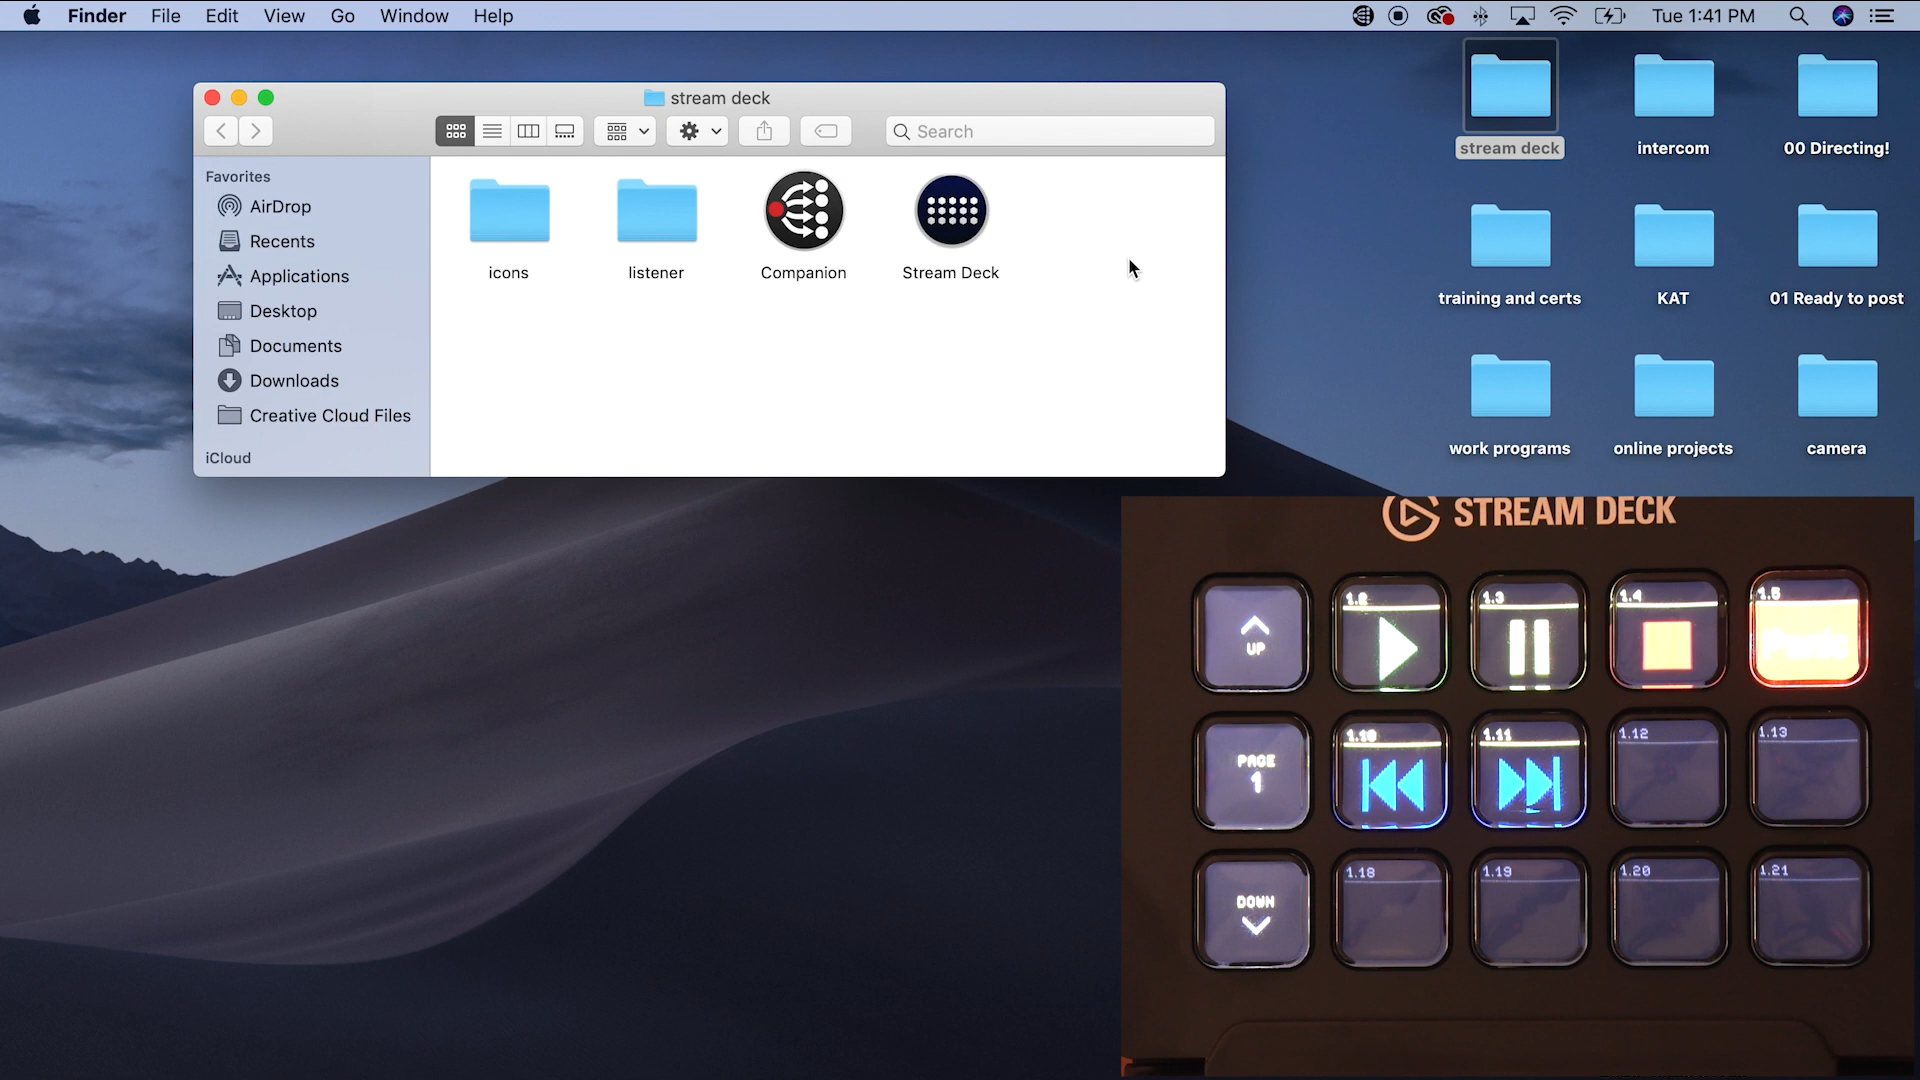 Finder File Edit View Go Window Help Tue 1:41 PM
stream deck
Search
Favorites
AirDrop
Recents
Applications
Desktop
Documents
Downloads
Creative Cloud Files
iCloud
icons listener Companion Stream Deck
stream deck intercom 00 Directing!
training and certs KAT 01 Ready to post
work programs online projects camera
STREAM DECK
UP 1.2 1.3 1.4 1.5
PAGE 1.10 1.11 1.12 1.13
1
DOWN 1.18 1.19 1.20 1.21